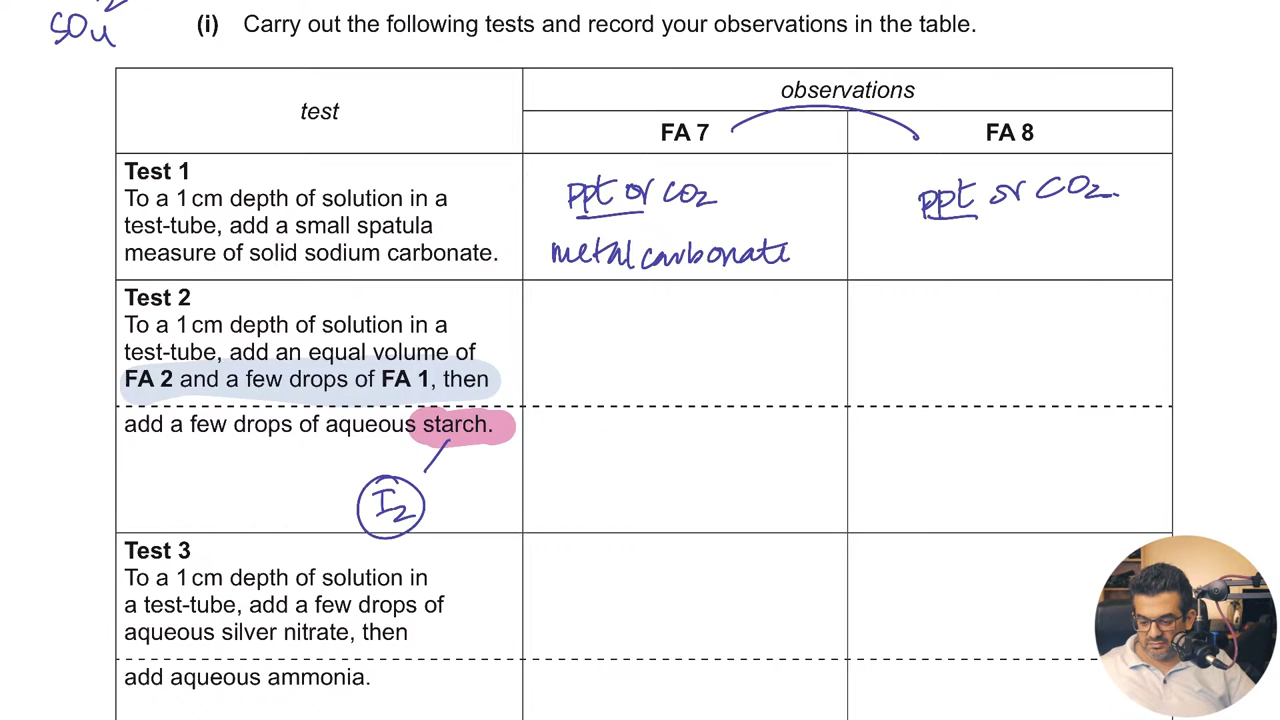 SO4
(i) Carry out the following tests and record your observations in the table.
test
observations
FA 7
FA 8
Test 1
To a 1 cm depth of solution in a
test-tube, add a small spatula
measure of solid sodium carbonate.
ppt or CO2
metal carbonate
ppt or CO2.
Test 2
To a 1 cm depth of solution in a
test-tube, add an equal volume of
FA 2 and a few drops of FA 1, then
add a few drops of aqueous starch.
I2
Test 3
To a 1 cm depth of solution in
a test-tube, add a few drops of
aqueous silver nitrate, then
add aqueous ammonia.